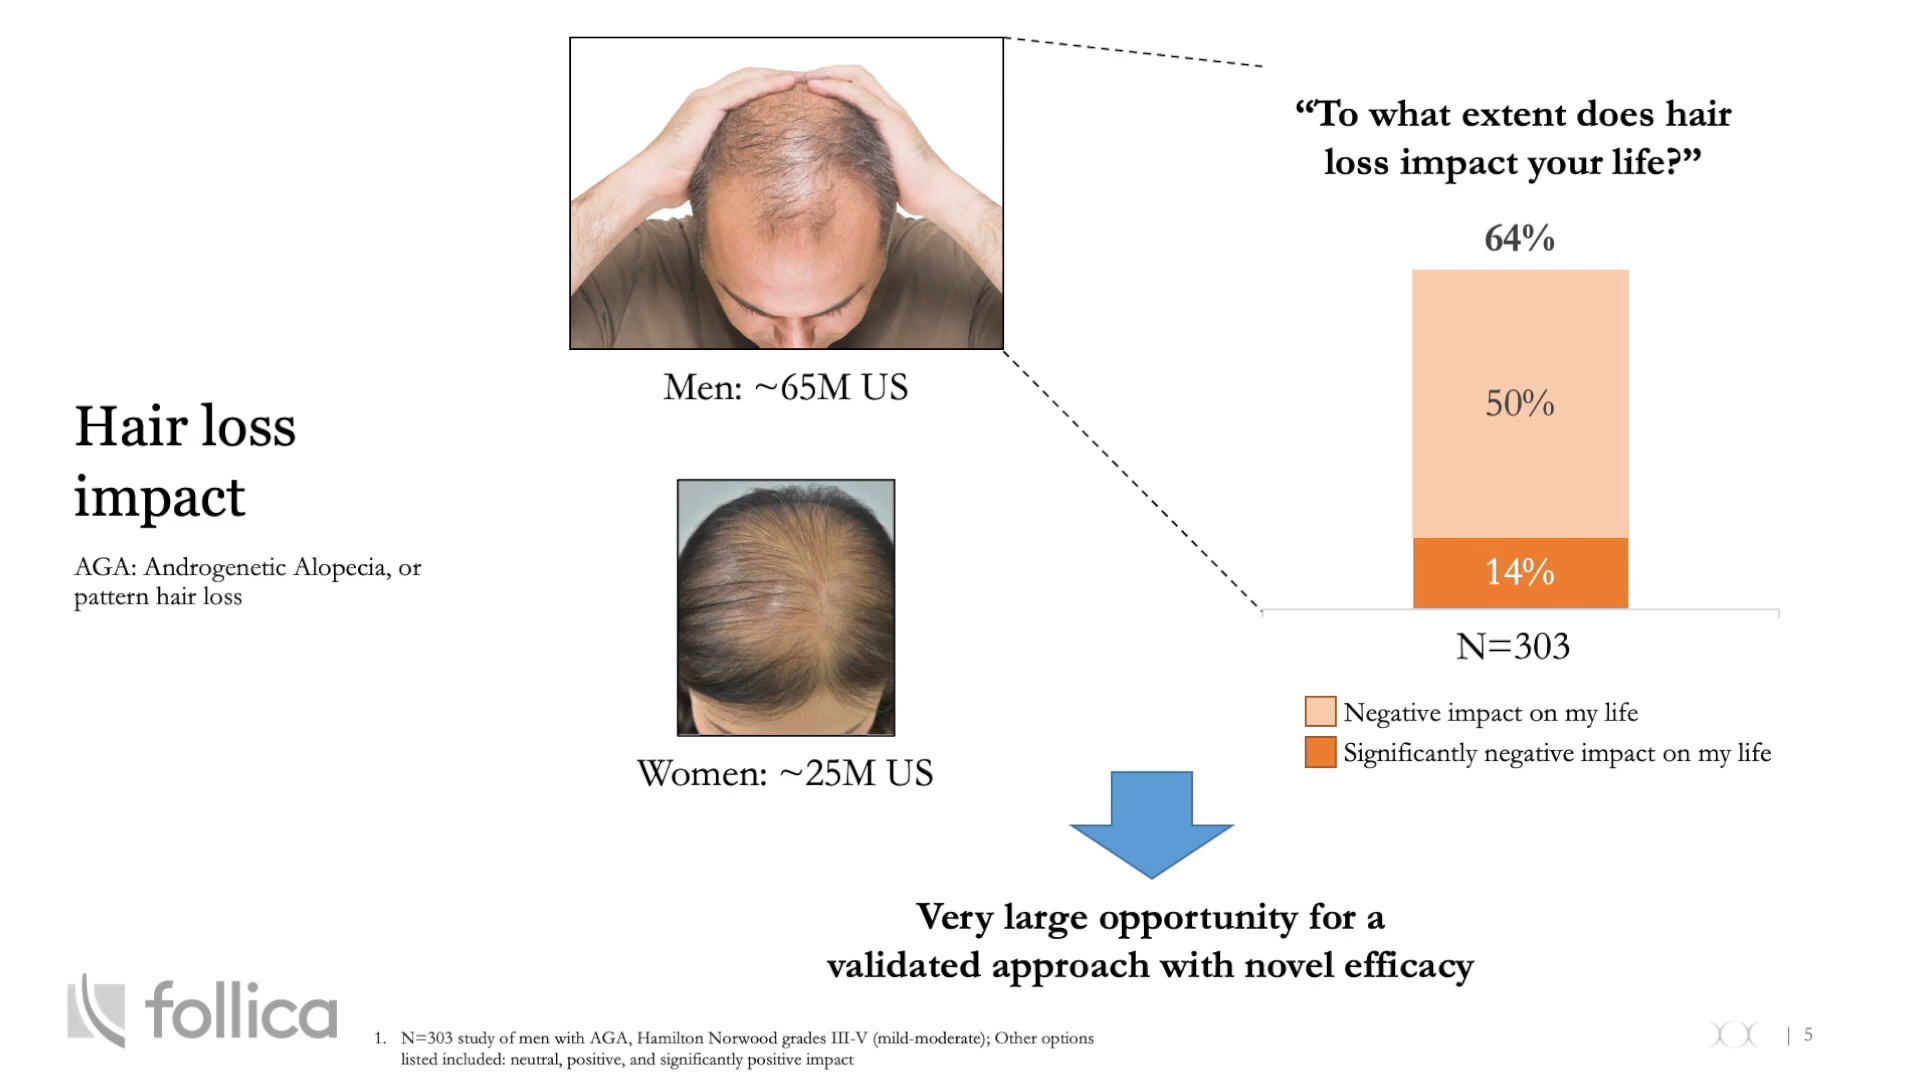 Hair loss
impact
AGA: Androgenetic Alopecia, or
pattern hair loss
Men: ~65M US
Women: ~25M US
“To what extent does hair
loss impact your life?”
64%
50%
14%
N=303
Negative impact on my life
Significantly negative impact on my life
Very large opportunity for a
validated approach with novel efficacy
follica
1. N=303 study of men with AGA, Hamilton Norwood grades III-V (mild-moderate); Other options
listed included: neutral, positive, and significantly positive impact
| 5